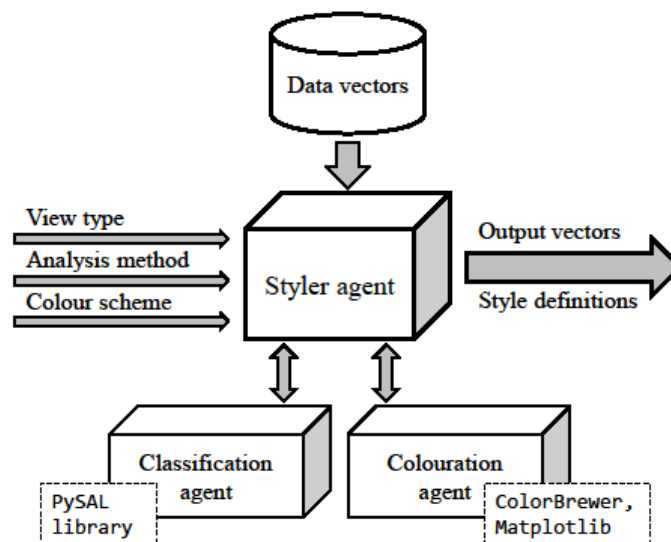 Data vectors
View type
Analysis method
Colour scheme
Styler agent
Output vectors
Style definitions
Classification
agent
PySAL
library
Colouration
agent
ColorBrewer,
Matplotlib